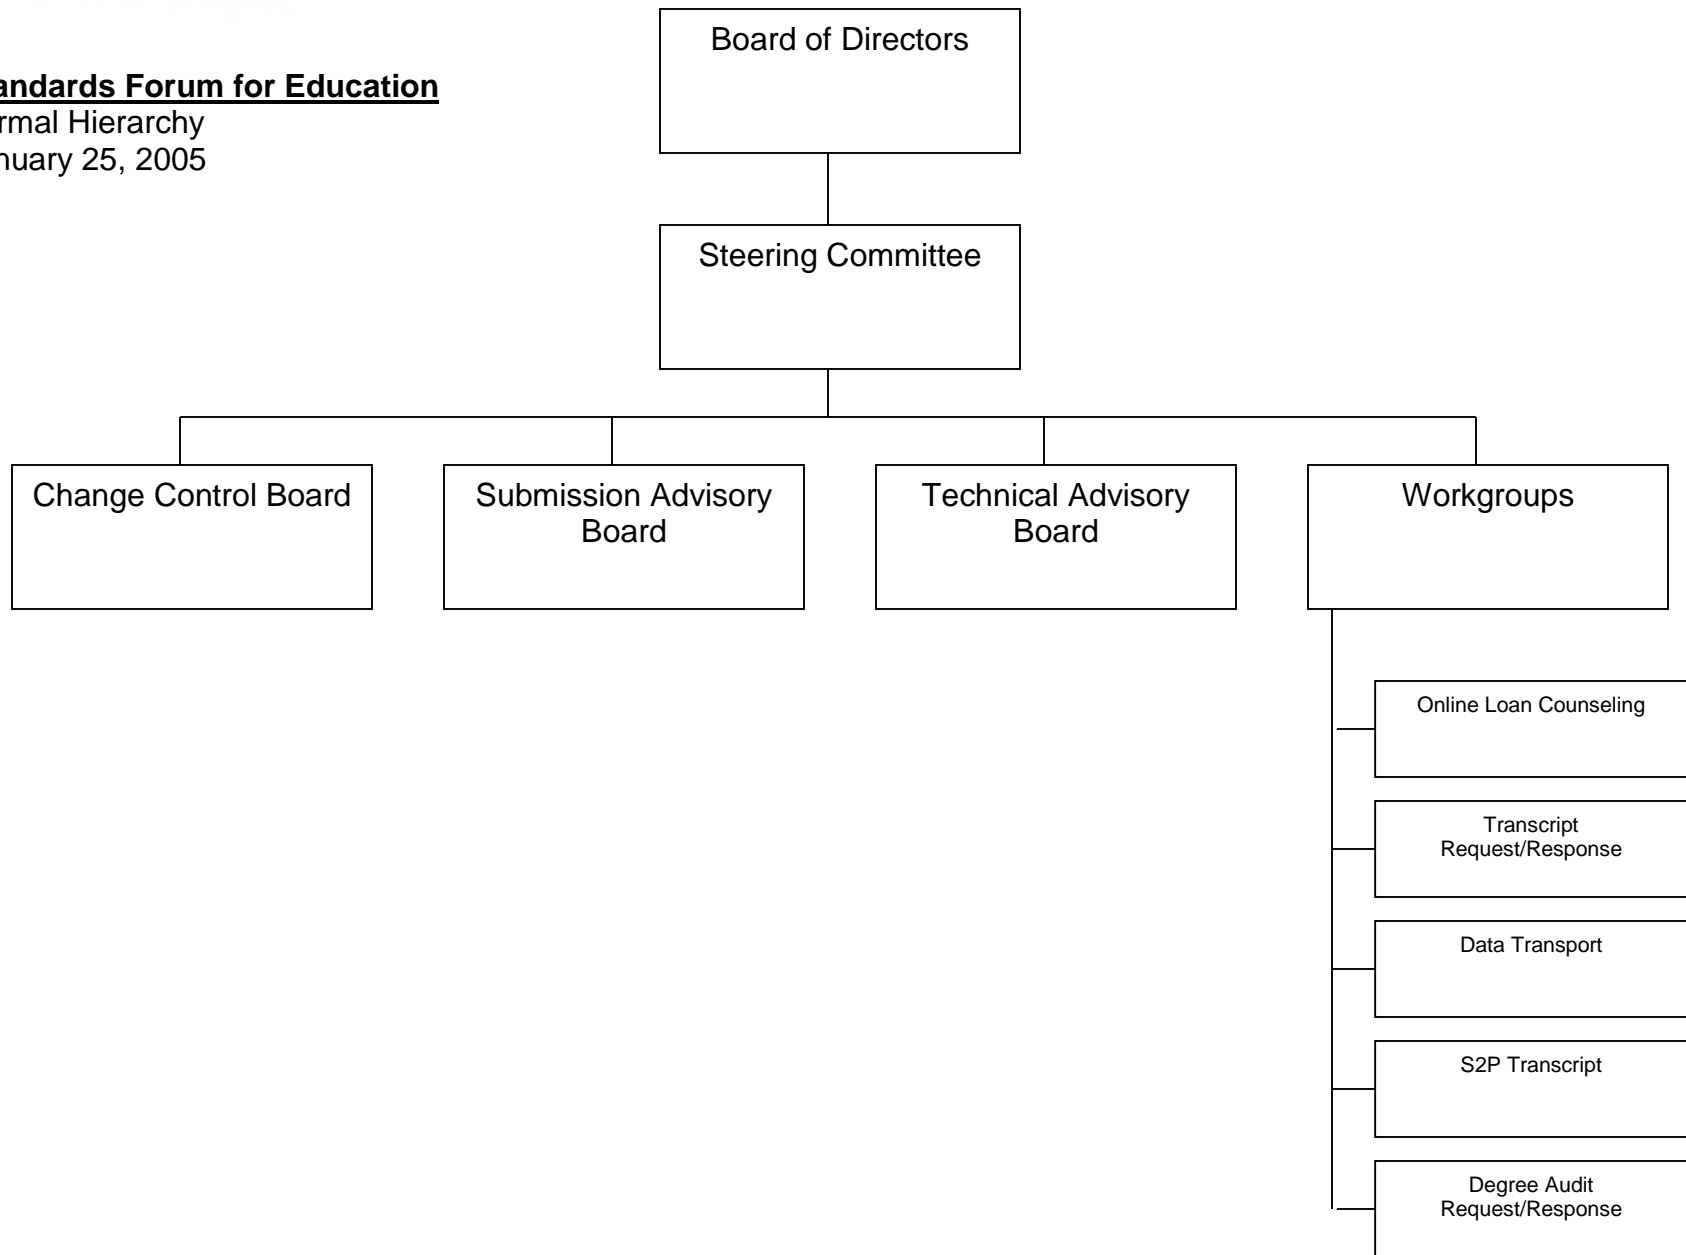 Board of Directors
andards Forum for Education
rmal Hierarchy
nuary 25, 2005
Steering Committee
Change Control Board
Submission Advisory
Board
Technical Advisory
Board
Workgroups
Online Loan Counseling
Transcript
Request/Response
Data Transport
S2P Transcript
Degree Audit
Request/Response